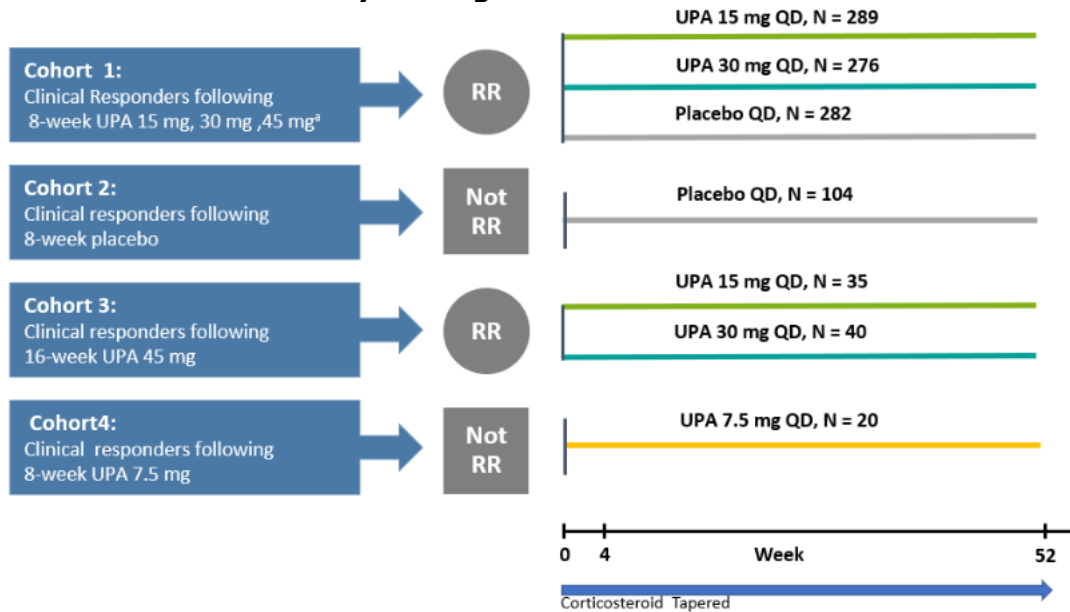 Cohort 1:
Clinical Responders following
8-week UPA 15 mg, 30 mg ,45 mgª
RR
UPA 15 mg QD, N = 289
UPA 30 mg QD, N = 276
Placebo QD, N = 282
Cohort 2:
Clinical responders following
8-week placebo
Not
RR
Placebo QD, N = 104
Cohort 3:
Clinical responders following
16-week UPA 45 mg
RR
UPA 15 mg QD, N = 35
UPA 30 mg QD, N = 40
Cohort4:
Clinical responders following
8-week UPA 7.5 mg
Not
RR
UPA 7.5 mg QD, N = 20
0 4 Week 52
Corticosteroid Tapered